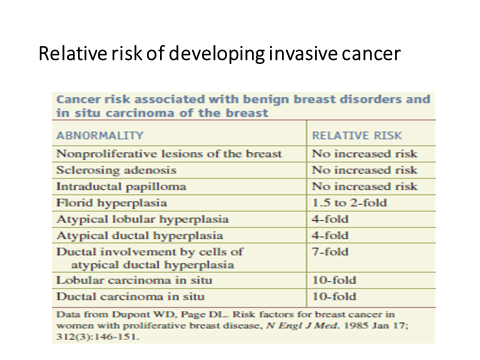 Relative risk of developing invasive cancer
Cancer risk associated with benign breast disorders and
in situ carcinoma of the breast
ABNORMALITY RELATIVE RISK
Nonproliferative lesions of the breast No increased risk
Sclerosing adenosis No increased risk
Intraductal papilloma No increased risk
Florid hyperplasia 1.5 to 2-fold
Atypical lobular hyperplasia 4-fold
Atypical ductal hyperplasia 4-fold
Ductal involvement by cells of 7-fold
atypical ductal hyperplasia
Lobular carcinoma in situ 10-fold
Ductal carcinoma in situ 10-fold
Data from Dupont WD, Page DL. Risk factors for breast cancer in
women with proliferative breast disease, N Engl J Med. 1985 Jan 17;
312(3):146-151.